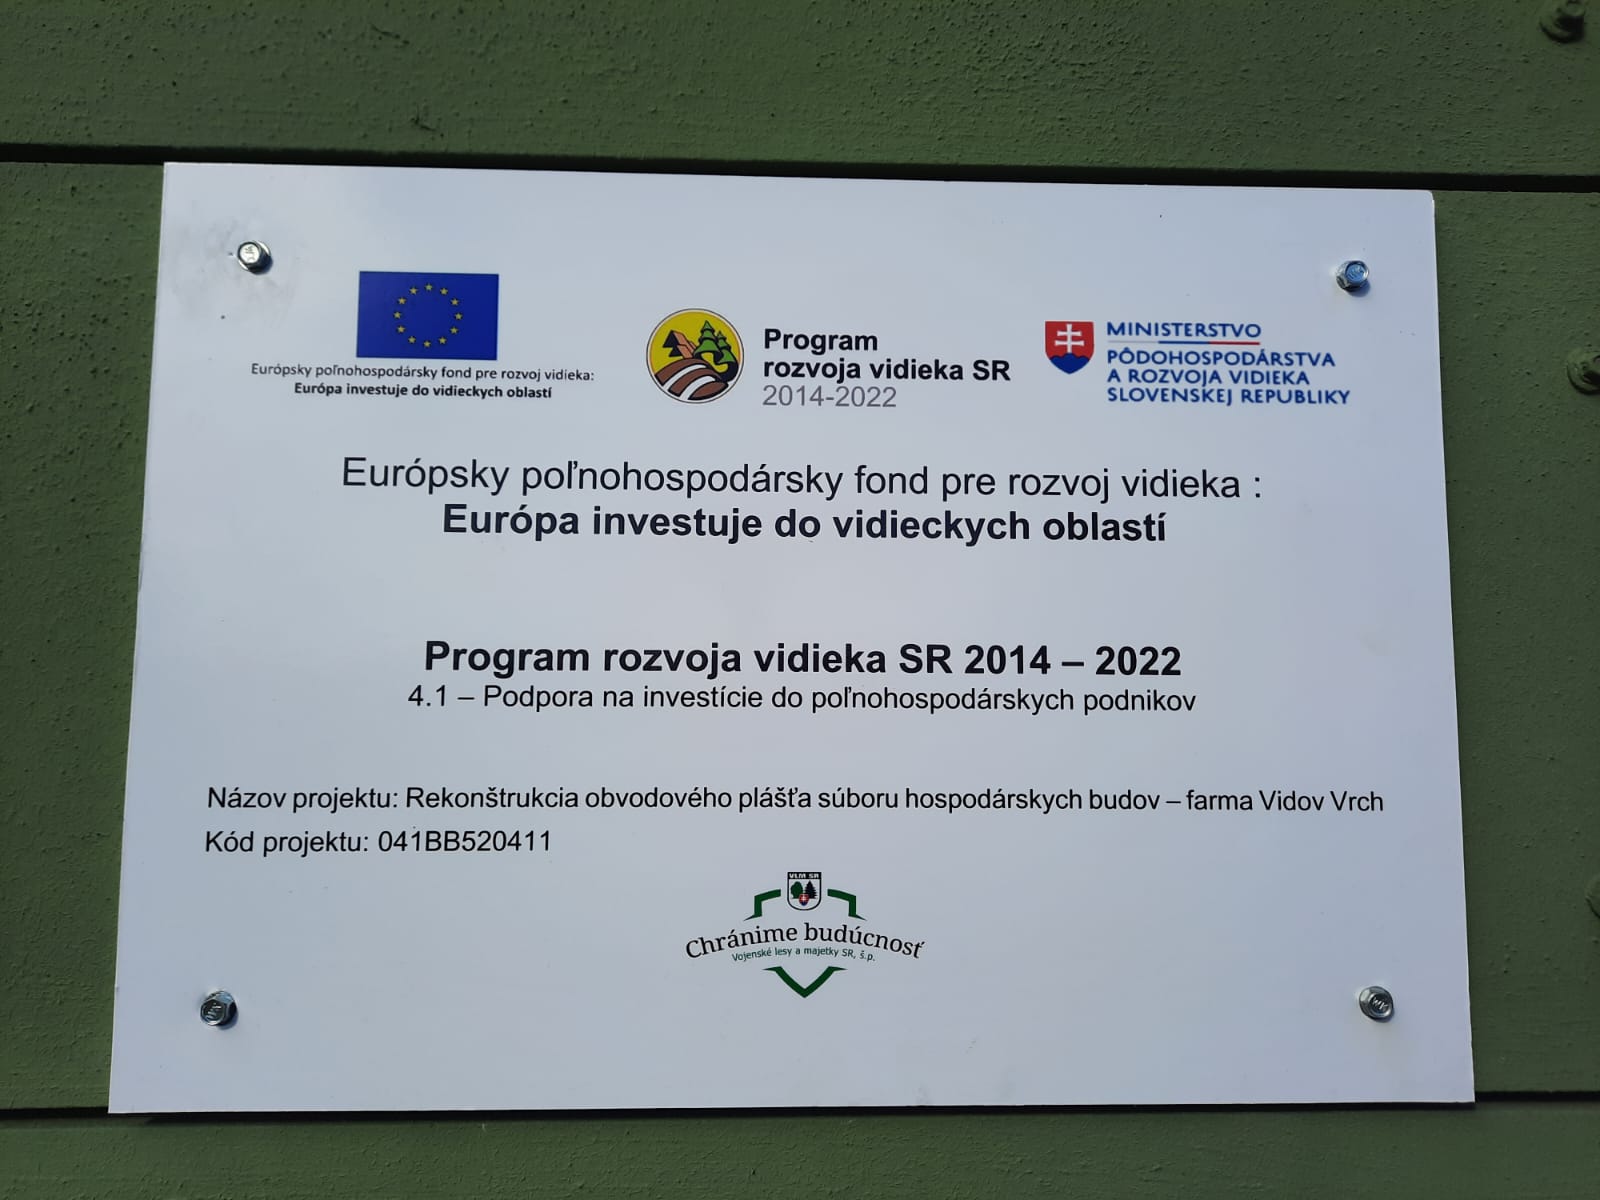 Európsky poľnohospodársky fond pre rozvoj vidieka:
Európa investuje do vidieckych oblastí
Program
rozvoja vidieka SR
2014-2022
MINISTERSTVO
PÔDOHOSPODÁRSTVA
A ROZVOJA VIDIEKA
SLOVENSKEJ REPUBLIKY
Európsky poľnohospodársky fond pre rozvoj vidieka :
Európa investuje do vidieckych oblastí
Program rozvoja vidieka SR 2014 – 2022
4.1 – Podpora na investície do poľnohospodárskych podnikov
Názov projektu: Rekonštrukcia obvodového plášťa súboru hospodárskych budov – farma Vidov Vrch
Kód projektu: 041BB520411
VLM SR
Chránime budúcnosť
Vojenské lesy a majetky SR, š.p.